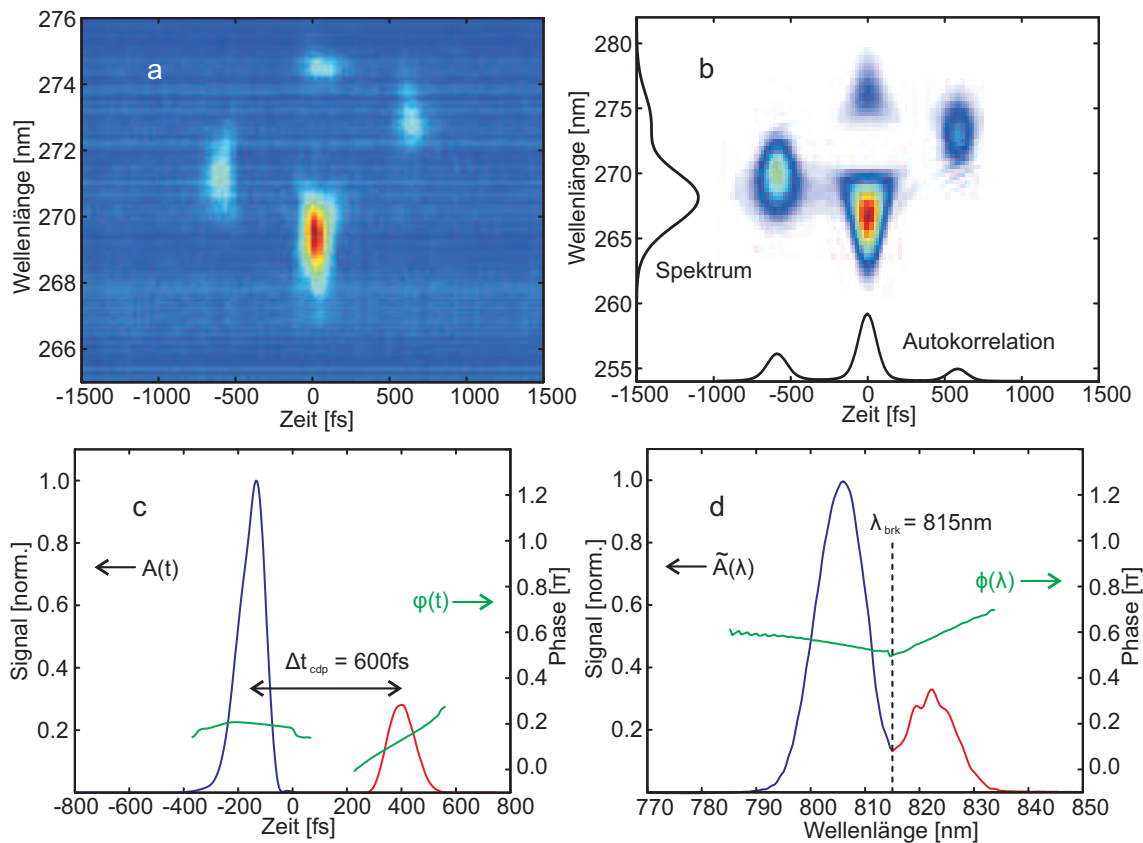 a
276
274
272
270
268
266
Wellenlänge [nm]
-1500 -1000 -500 0 500 1000 1500
Zeit [fs]
b
280
275
270
265
260
254
Wellenlänge [nm]
Spektrum
Autokorrelation
-1500 -1000 -500 0 500 1000 1500
Zeit [fs]
c
1.0
0.8
0.6
0.4
0.2
Signal [norm.]
A(t)
φ(t)
Δt cdp = 600fs
1.2
1.0
0.8
0.6
0.4
0.2
0.0
Phase [π]
-800 -600 -400 -200 0 200 400 600 800
Zeit [fs]
d
1.0
0.8
0.6
0.4
0.2
Signal [norm.]
λ brk = 815nm
Ã(λ)
ϕ(λ)
1.2
1.0
0.8
0.6
0.4
0.2
0.0
Phase [π]
770 780 790 800 810 820 830 840 850
Wellenlänge [nm]